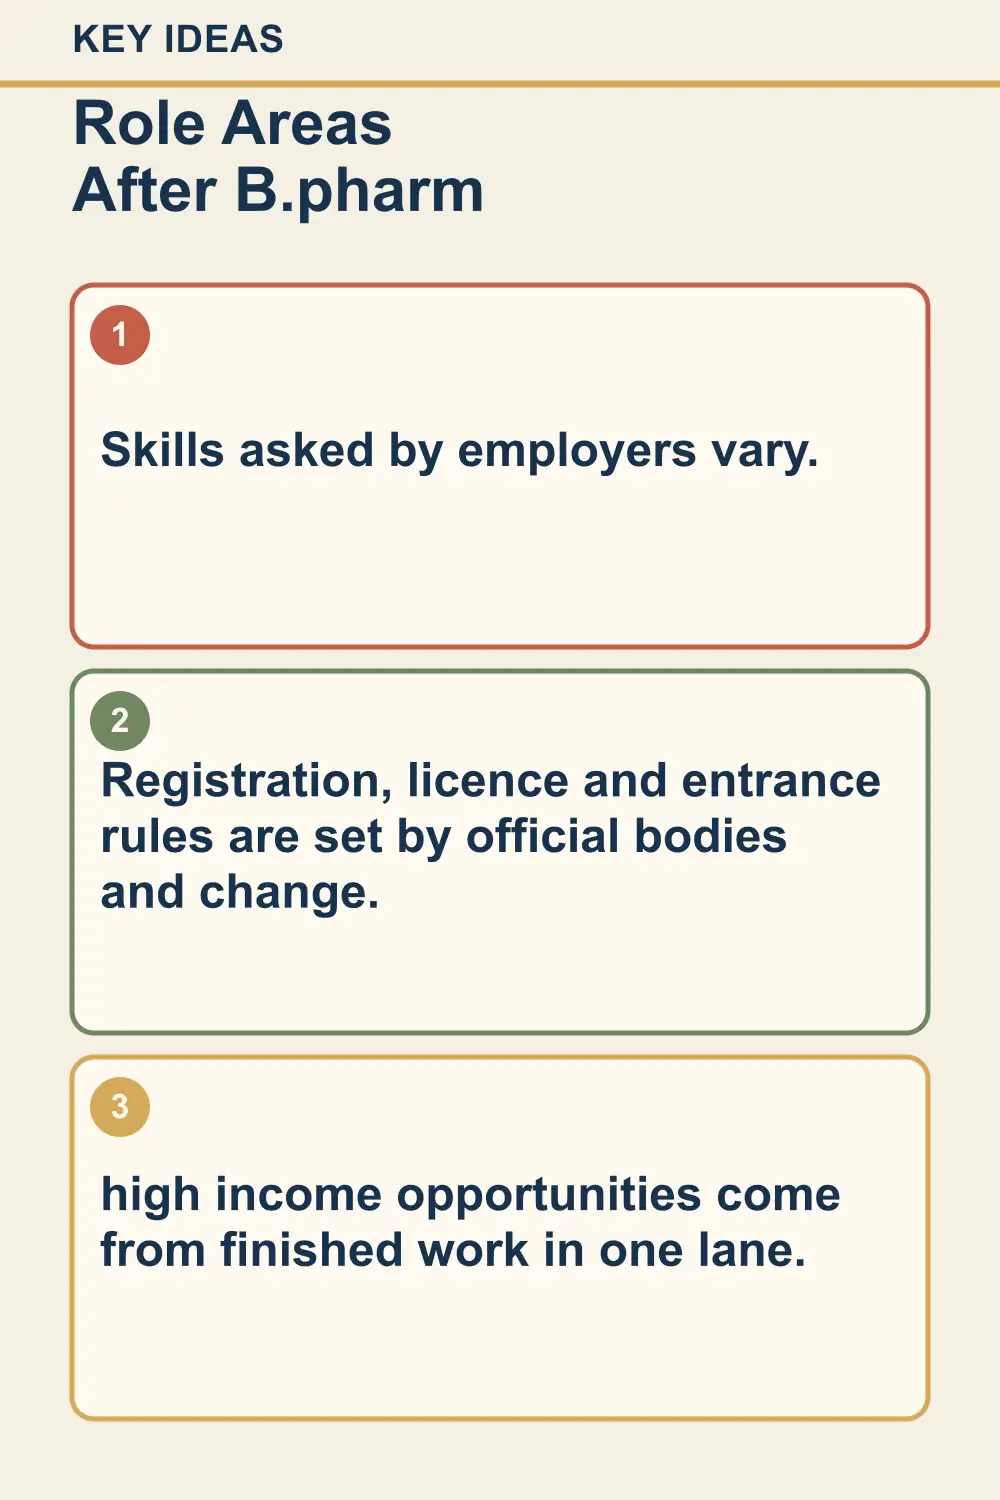 KEY IDEAS
Role Areas
After B.pharm
1
Skills asked by employers vary.
2
Registration, licence and entrance
rules are set by official bodies
and change.
3
high income opportunities come
from finished work in one lane.